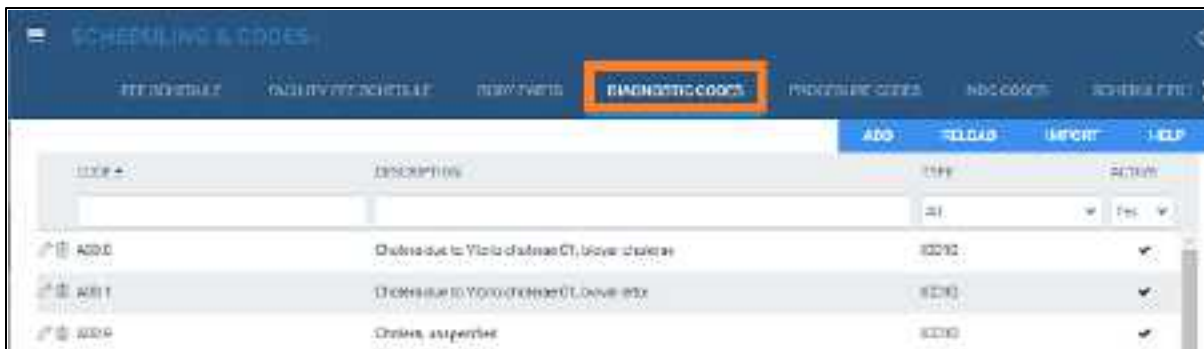 SCHEDULING & CODES
FEE SCHEDULE FACILITY FEE SCHEDULE BODY PARTS DIAGNOSTIC CODES PROCEDURE CODES NDC CODES
ADD RELOAD IMPORT HELP
CODE DESCRIPTION TYPE ACTIVE
All Yes
A00.0 Cholera due to Vibrio cholerae 01, biovar cholerae ICD10
A00.1 Cholera due to Vibrio cholerae 01, biovar eltor ICD10
A00.9 Cholera, unspecified ICD10